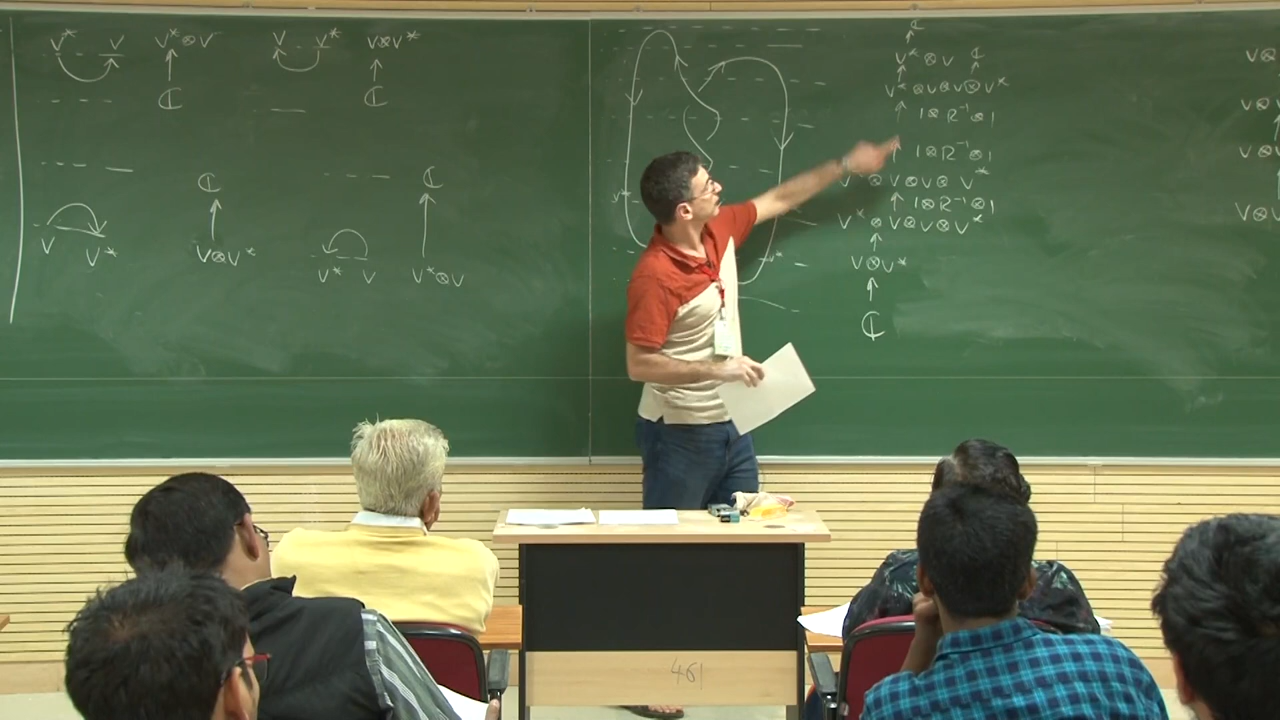 V* V V*⊗V V V* V⊗V*
ℂ ℂ
ℂ ℂ
V V* V⊗V* V* V V*⊗V
ℂ
V*⊗V ℂ
V*⊗V⊗V⊗V*
1⊗R⁻¹⊗1
1⊗R⁻¹⊗1
V*⊗V⊗V⊗V*
1⊗R⁻¹⊗1
V*⊗V⊗V⊗V*
V⊗V*
ℂ
V⊗
V⊗V
V⊗V
V⊗V
461